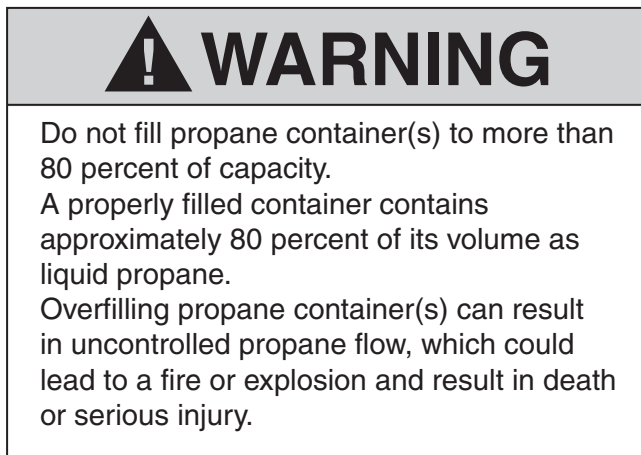 WARNING
Do not fill propane container(s) to more than
80 percent of capacity.
A properly filled container contains
approximately 80 percent of its volume as
liquid propane.
Overfilling propane container(s) can result
in uncontrolled propane flow, which could
lead to a fire or explosion and result in death
or serious injury.